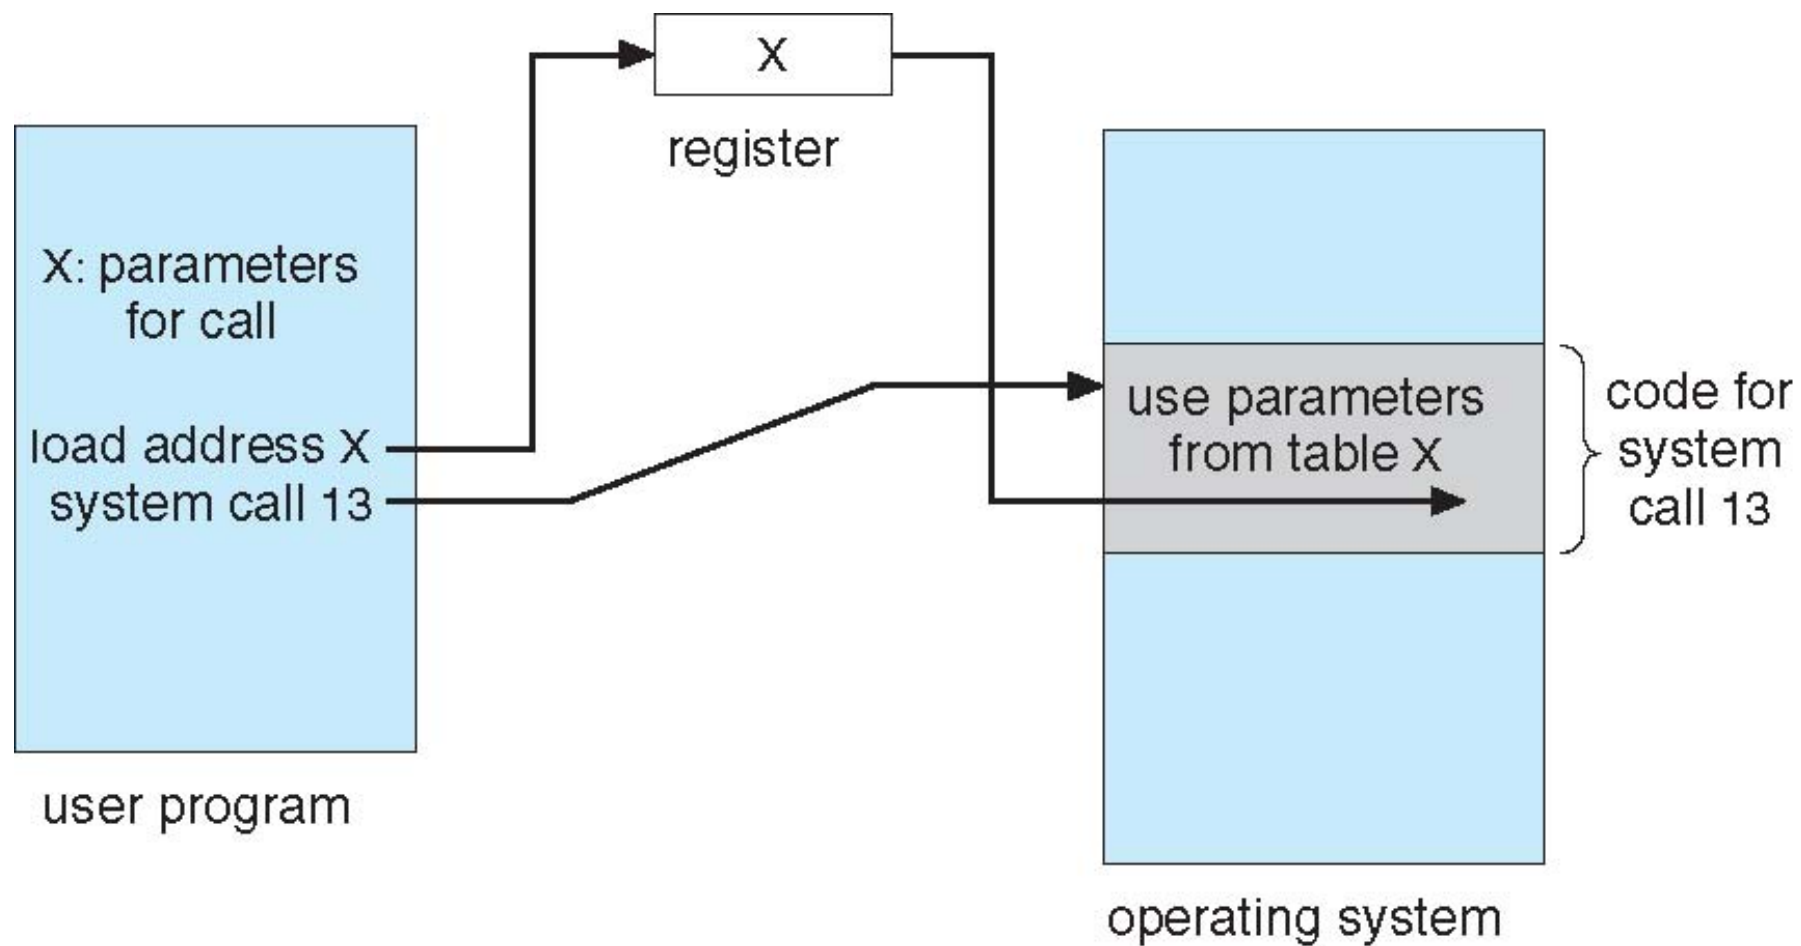 X
register
X: parameters
for call
load address X
system call 13
user program
use parameters
from table X
code for
system
call 13
operating system